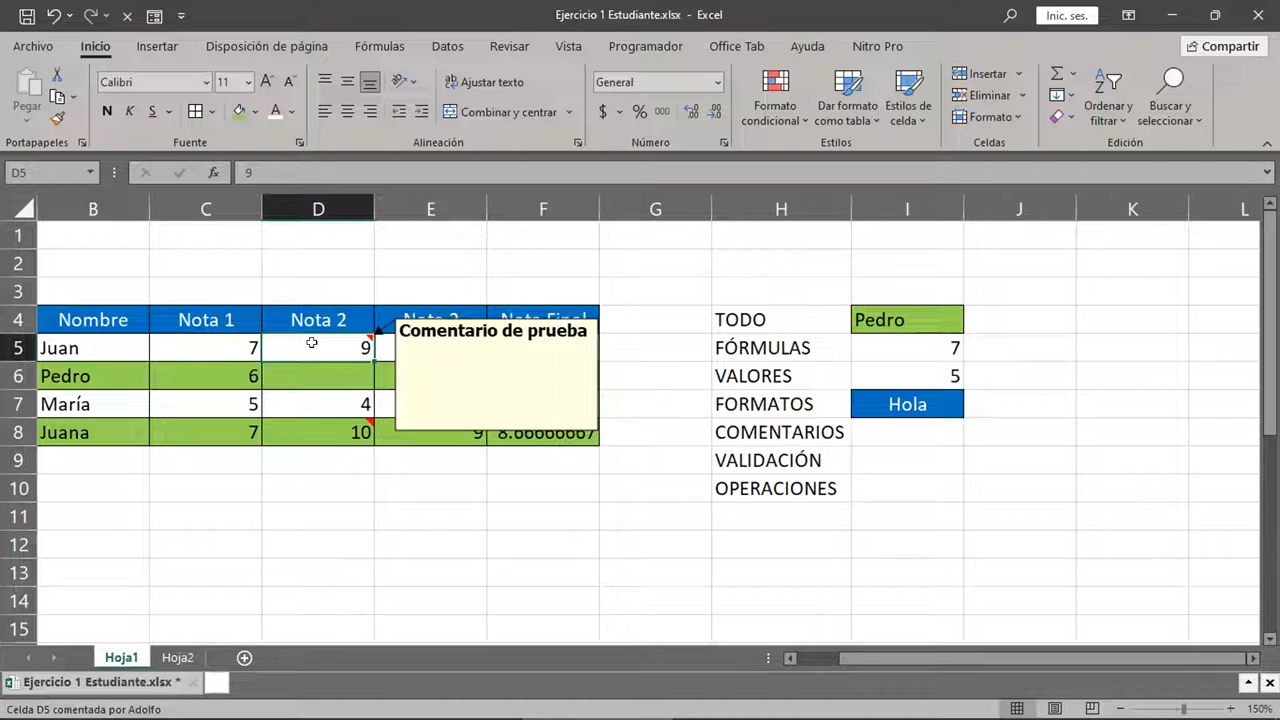 Ejercicio 1 Estudiante.xlsx - Excel
Inic. ses.
Archivo Inicio Insertar Disposición de página Fórmulas Datos Revisar Vista Programador Office Tab Ayuda Nitro Pro
Compartir
Pegar
Calibri 11
N K S
Ajustar texto
Combinar y centrar
General
$ % 000
Formato condicional
Dar formato como tabla
Estilos de celda
Insertar
Eliminar
Formato
Ordenar y filtrar
Buscar y seleccionar
Portapapeles Fuente Alineación Número Estilos Celdas Edición
D5 fx 9
B C D E F G H I J K L
1
2
3
4 Nombre Nota 1 Nota 2 TODO Pedro
Comentario de prueba
5 Juan 7 9 FÓRMULAS 7
6 Pedro 6 VALORES 5
7 María 5 4 FORMATOS Hola
8 Juana 7 10 9 8.66666667 COMENTARIOS
9 VALIDACIÓN
10 OPERACIONES
11
12
13
14
15
Hoja1 Hoja2
Ejercicio 1 Estudiante.xlsx *
Celda D5 comentada por Adolfo
150%